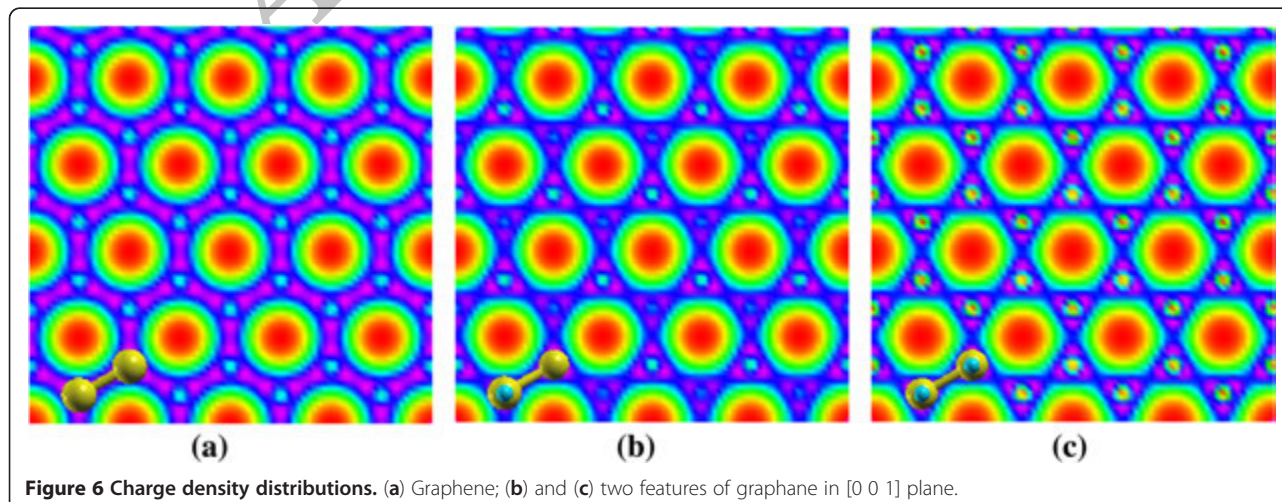 (a)
(b)
(c)
Figure 6 Charge density distributions. (a) Graphene; (b) and (c) two features of graphane in [0 0 1] plane.